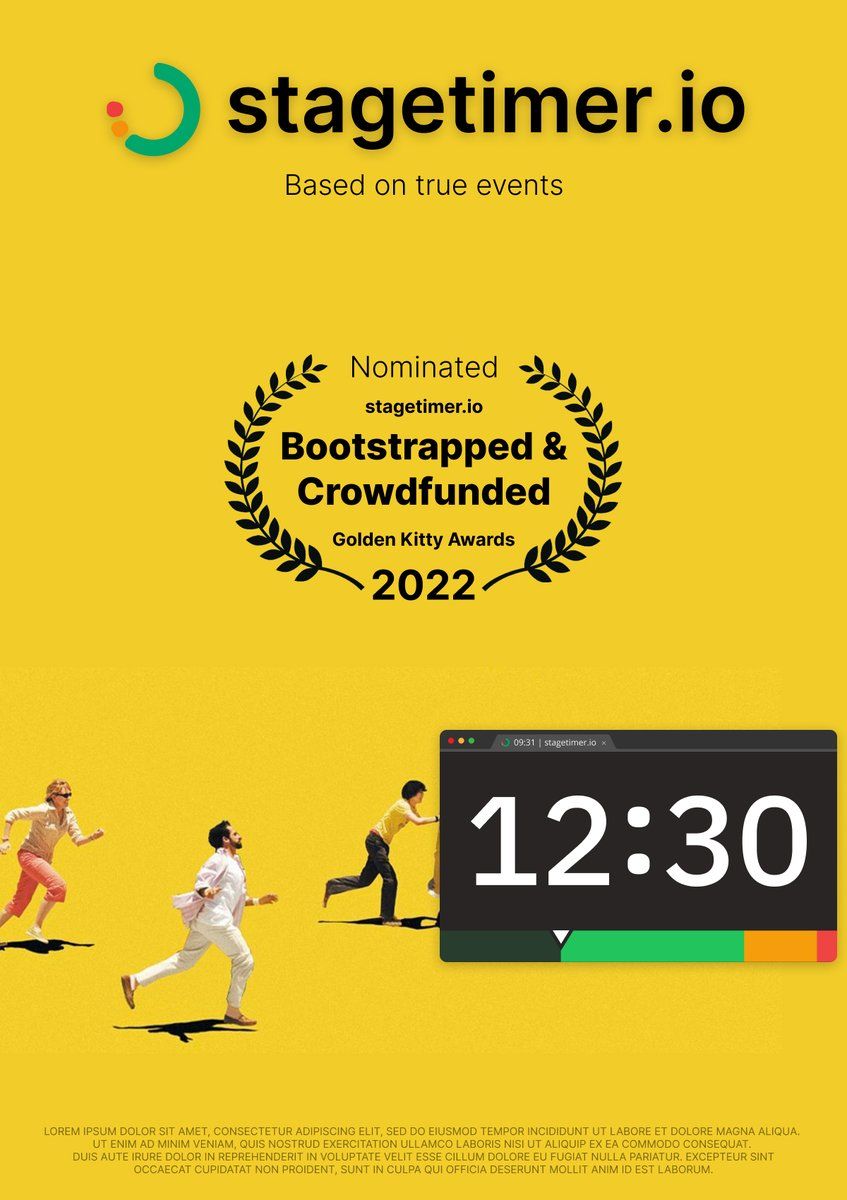 stagetimer.io
Based on true events
Nominated
stagetimer.io
Bootstrapped &
Crowdfunded
Golden Kitty Awards
2022
09:31 | stagetimer.io ×
12:30
LOREM IPSUM DOLOR SIT AMET, CONSECTETUR ADIPISCING ELIT, SED DO EIUSMOD TEMPOR INCIDIDUNT UT LABORE ET DOLORE MAGNA ALIQUA.
UT ENIM AD MINIM VENIAM, QUIS NOSTRUD EXERCITATION ULLAMCO LABORIS NISI UT ALIQUIP EX EA COMMODO CONSEQUAT.
DUIS AUTE IRURE DOLOR IN REPREHENDERIT IN VOLUPTATE VELIT ESSE CILLUM DOLORE EU FUGIAT NULLA PARIATUR. EXCEPTEUR SINT
OCCAECAT CUPIDATAT NON PROIDENT, SUNT IN CULPA QUI OFFICIA DESERUNT MOLLIT ANIM ID EST LABORUM.